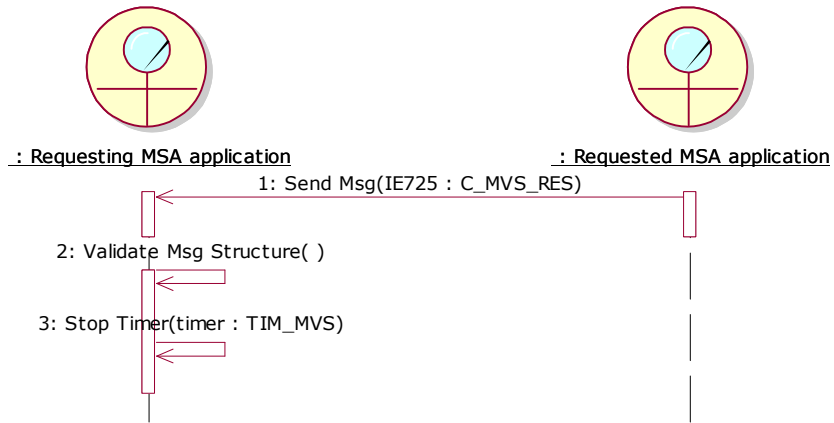 : Requesting MSA application
: Requested MSA application
1: Send Msg(IE725 : C_MVS_RES)
2: Validate Msg Structure( )
3: Stop Timer(timer : TIM_MVS)